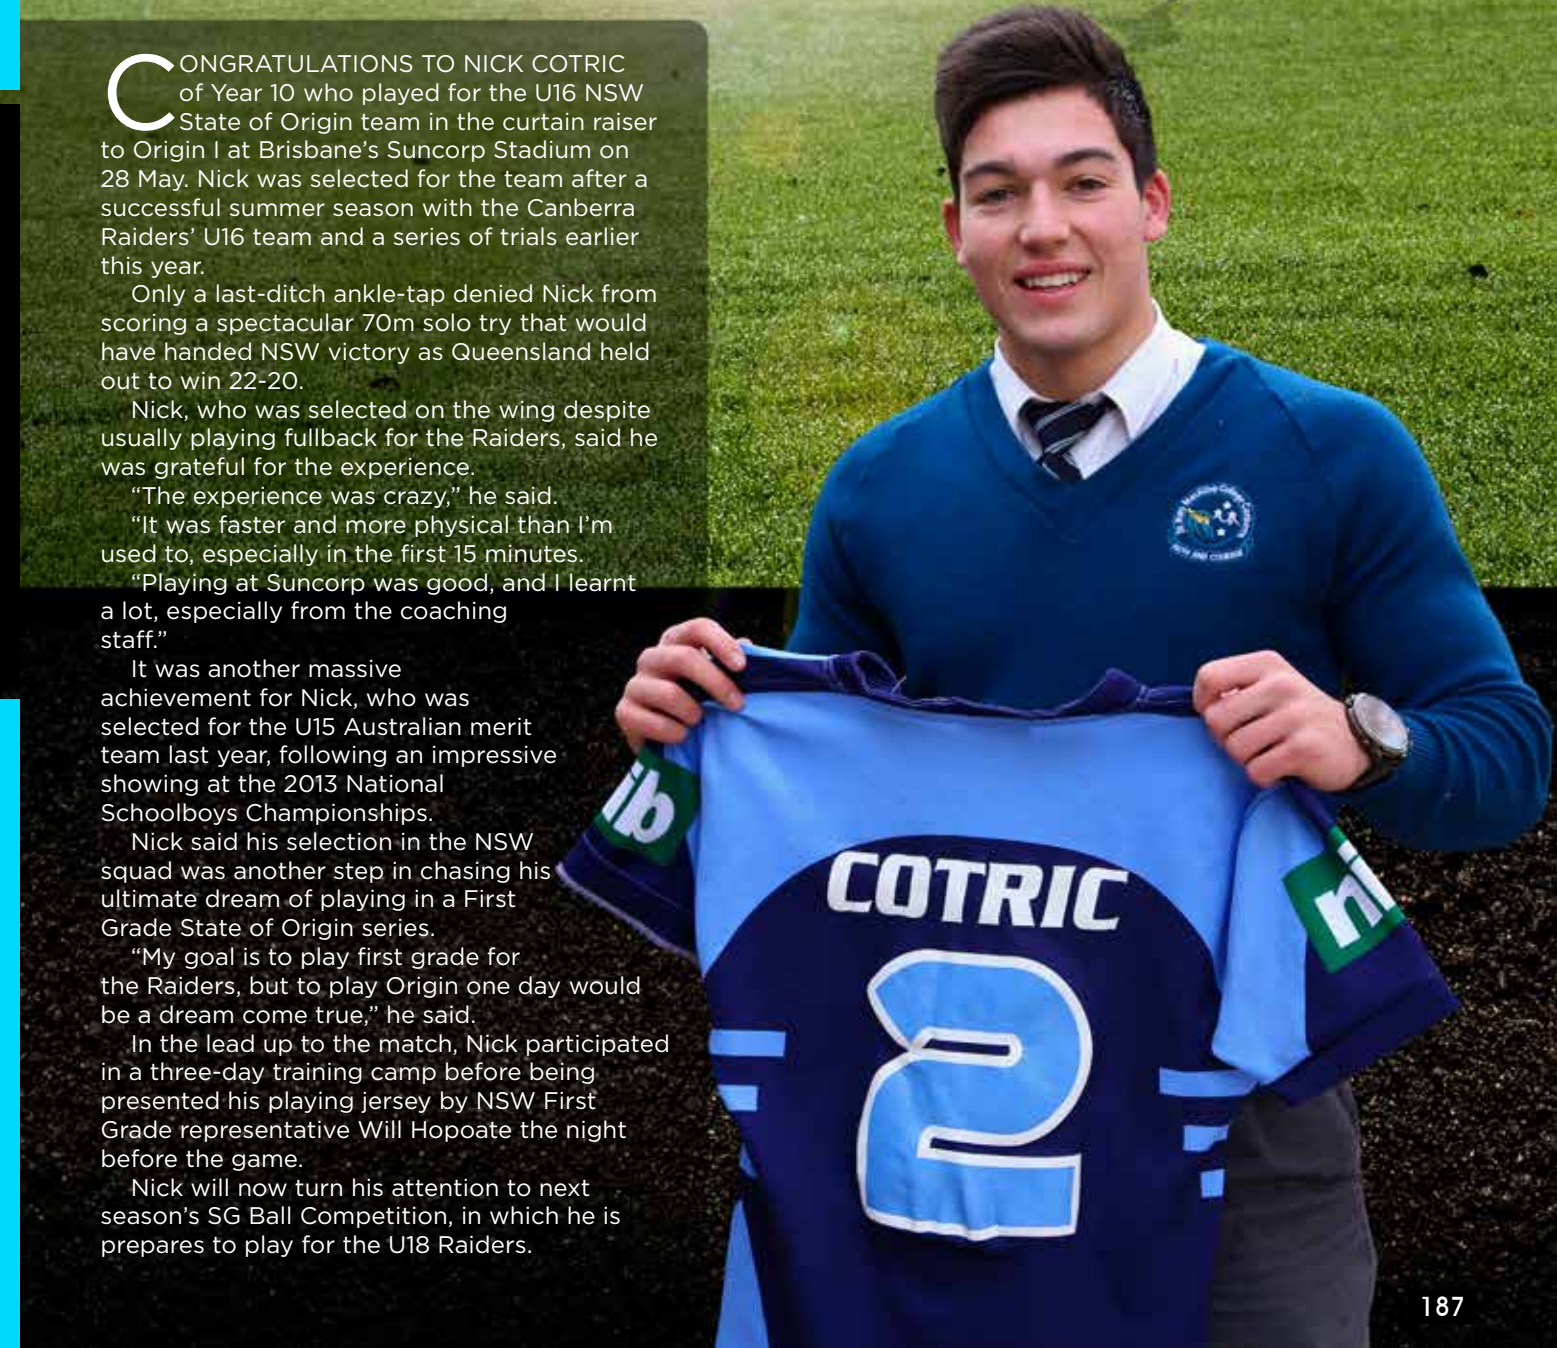 CONGRATULATIONS TO NICK COTRIC
of Year 10 who played for the U16 NSW
State of Origin team in the curtain raiser
to Origin I at Brisbane’s Suncorp Stadium on
28 May. Nick was selected for the team after a
successful summer season with the Canberra
Raiders’ U16 team and a series of trials earlier
this year.
Only a last-ditch ankle-tap denied Nick from
scoring a spectacular 70m solo try that would
have handed NSW victory as Queensland held
out to win 22-20.
Nick, who was selected on the wing despite
usually playing fullback for the Raiders, said he
was grateful for the experience.
“The experience was crazy,” he said.
“It was faster and more physical than I’m
used to, especially in the first 15 minutes.
“Playing at Suncorp was good, and I learnt
a lot, especially from the coaching
staff.”
It was another massive
achievement for Nick, who was
selected for the U15 Australian merit
team last year, following an impressive
showing at the 2013 National
Schoolboys Championships.
Nick said his selection in the NSW
squad was another step in chasing his
ultimate dream of playing in a First
Grade State of Origin series.
“My goal is to play first grade for
the Raiders, but to play Origin one day would
be a dream come true,” he said.
In the lead up to the match, Nick participated
in a three-day training camp before being
presented his playing jersey by NSW First
Grade representative Will Hopoate the night
before the game.
Nick will now turn his attention to next
season’s SG Ball Competition, in which he is
prepares to play for the U18 Raiders.
ib
ni
COTRIC
2
187